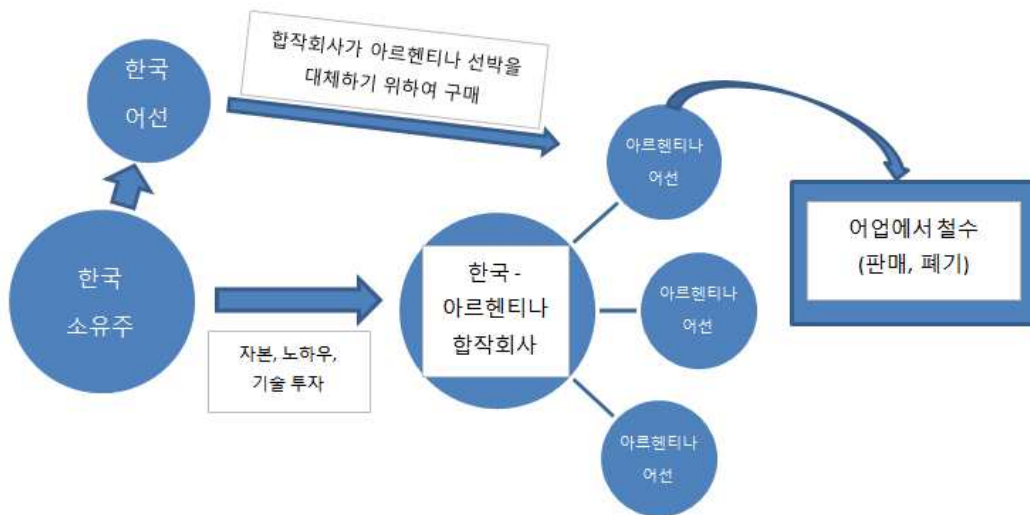 한국
어선
합작회사가 아르헨티나 선박을
대체하기 위하여 구매
아르헨티나
어선
어업에서 철수
(판매, 폐기)
한국
소유주
자본, 노하우,
기술 투자
한국 -
아르헨티나
합작회사
아르헨티나
어선
아르헨티나
어선